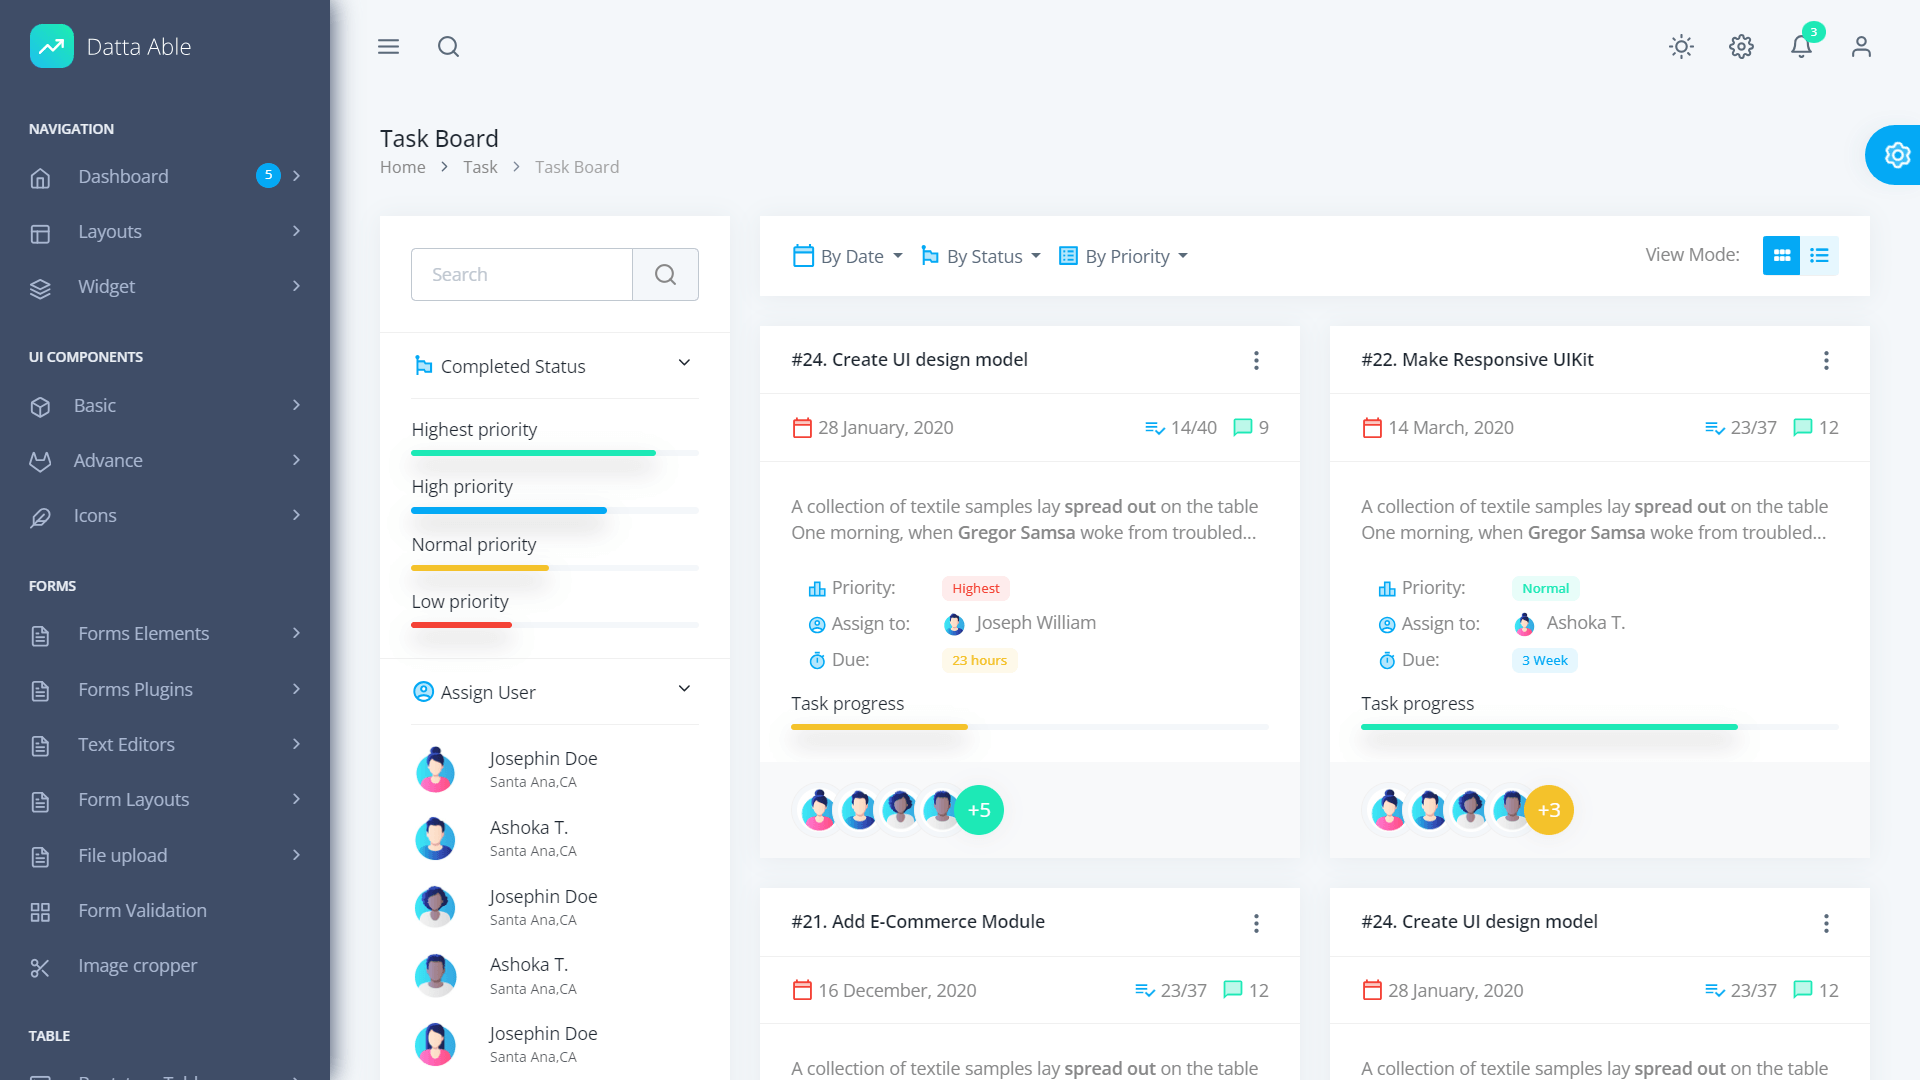 Datta Able
NAVIGATION
Dashboard 5
Layouts
Widget
UI COMPONENTS
Basic
Advance
Icons
FORMS
Forms Elements
Forms Plugins
Text Editors
Form Layouts
File upload
Form Validation
Image cropper
TABLE
3
Task Board
Home > Task > Task Board
Search
Completed Status
Highest priority
High priority
Normal priority
Low priority
Assign User
Josephin Doe
Santa Ana,CA
Ashoka T.
Santa Ana,CA
Josephin Doe
Santa Ana,CA
Ashoka T.
Santa Ana,CA
Josephin Doe
Santa Ana,CA
By Date By Status By Priority View Mode:
#24. Create UI design model
28 January, 2020 14/40 9
A collection of textile samples lay spread out on the table
One morning, when Gregor Samsa woke from troubled...
Priority: Highest
Assign to: Joseph William
Due: 23 hours
Task progress
+5
#22. Make Responsive UIKit
14 March, 2020 23/37 12
A collection of textile samples lay spread out on the table
One morning, when Gregor Samsa woke from troubled...
Priority: Normal
Assign to: Ashoka T.
Due: 3 Week
Task progress
+3
#21. Add E-Commerce Module
16 December, 2020 23/37 12
A collection of textile samples lay spread out on the table
#24. Create UI design model
28 January, 2020 23/37 12
A collection of textile samples lay spread out on the table